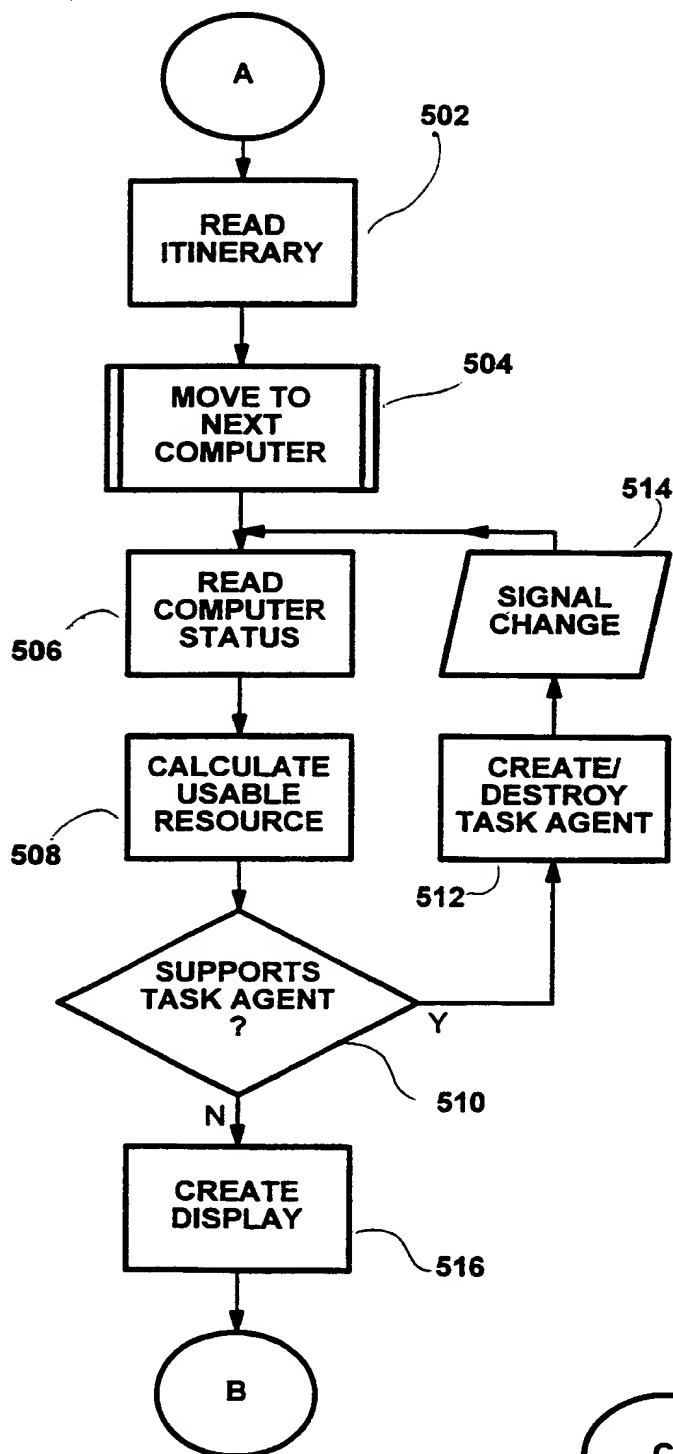 A
502
READ
ITINERARY
504
MOVE TO
NEXT
COMPUTER
514
READ
COMPUTER
STATUS
SIGNAL
CHANGE
506
CALCULATE
USABLE
RESOURCE
CREATE/
DESTROY
TASK AGENT
508
512
SUPPORTS
TASK AGENT
?
Y
510
N
CREATE
DISPLAY
516
B